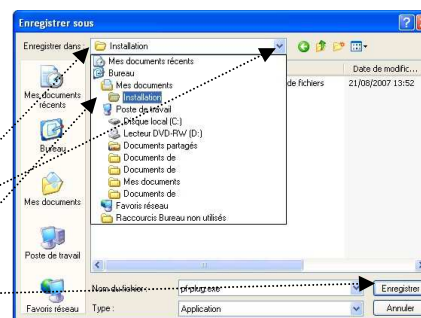 Enregistrer sous
Enregistrer dans :
Installation
Mes documents récents
Bureau
Mes documents
Installation
Poste de travail
Disque local (C:)
Lecteur DVD-RW (D:)
Documents partagés
Documents de
Documents de
Mes documents
Documents de
Favoris réseau
Raccourcis Bureau non utilisés
de fichiers
Date de modific...
21/08/2007 13:52
Mes documents
récents
Bureau
Mes documents
Poste de travail
Favoris réseau
Nom du fichier :
pf-plug.exe
Enregistrer
Type :
Application
Annuler